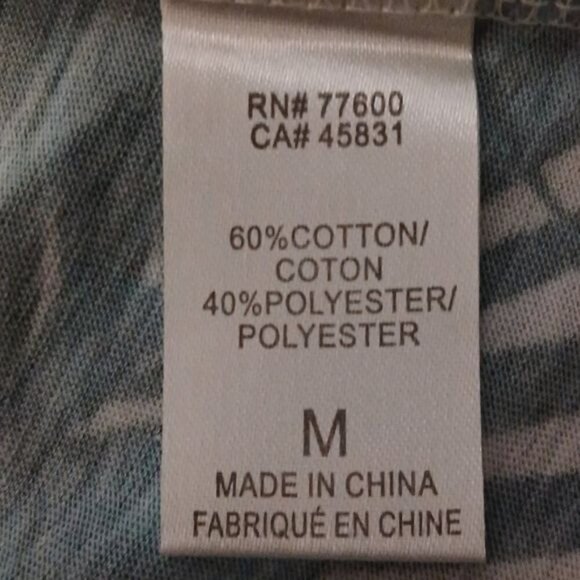 RN# 77600
CA# 45831
60%COTTON/
COTON
40%POLYESTER/
POLYESTER
M
MADE IN CHINA
FABRIQUÉ EN CHINE